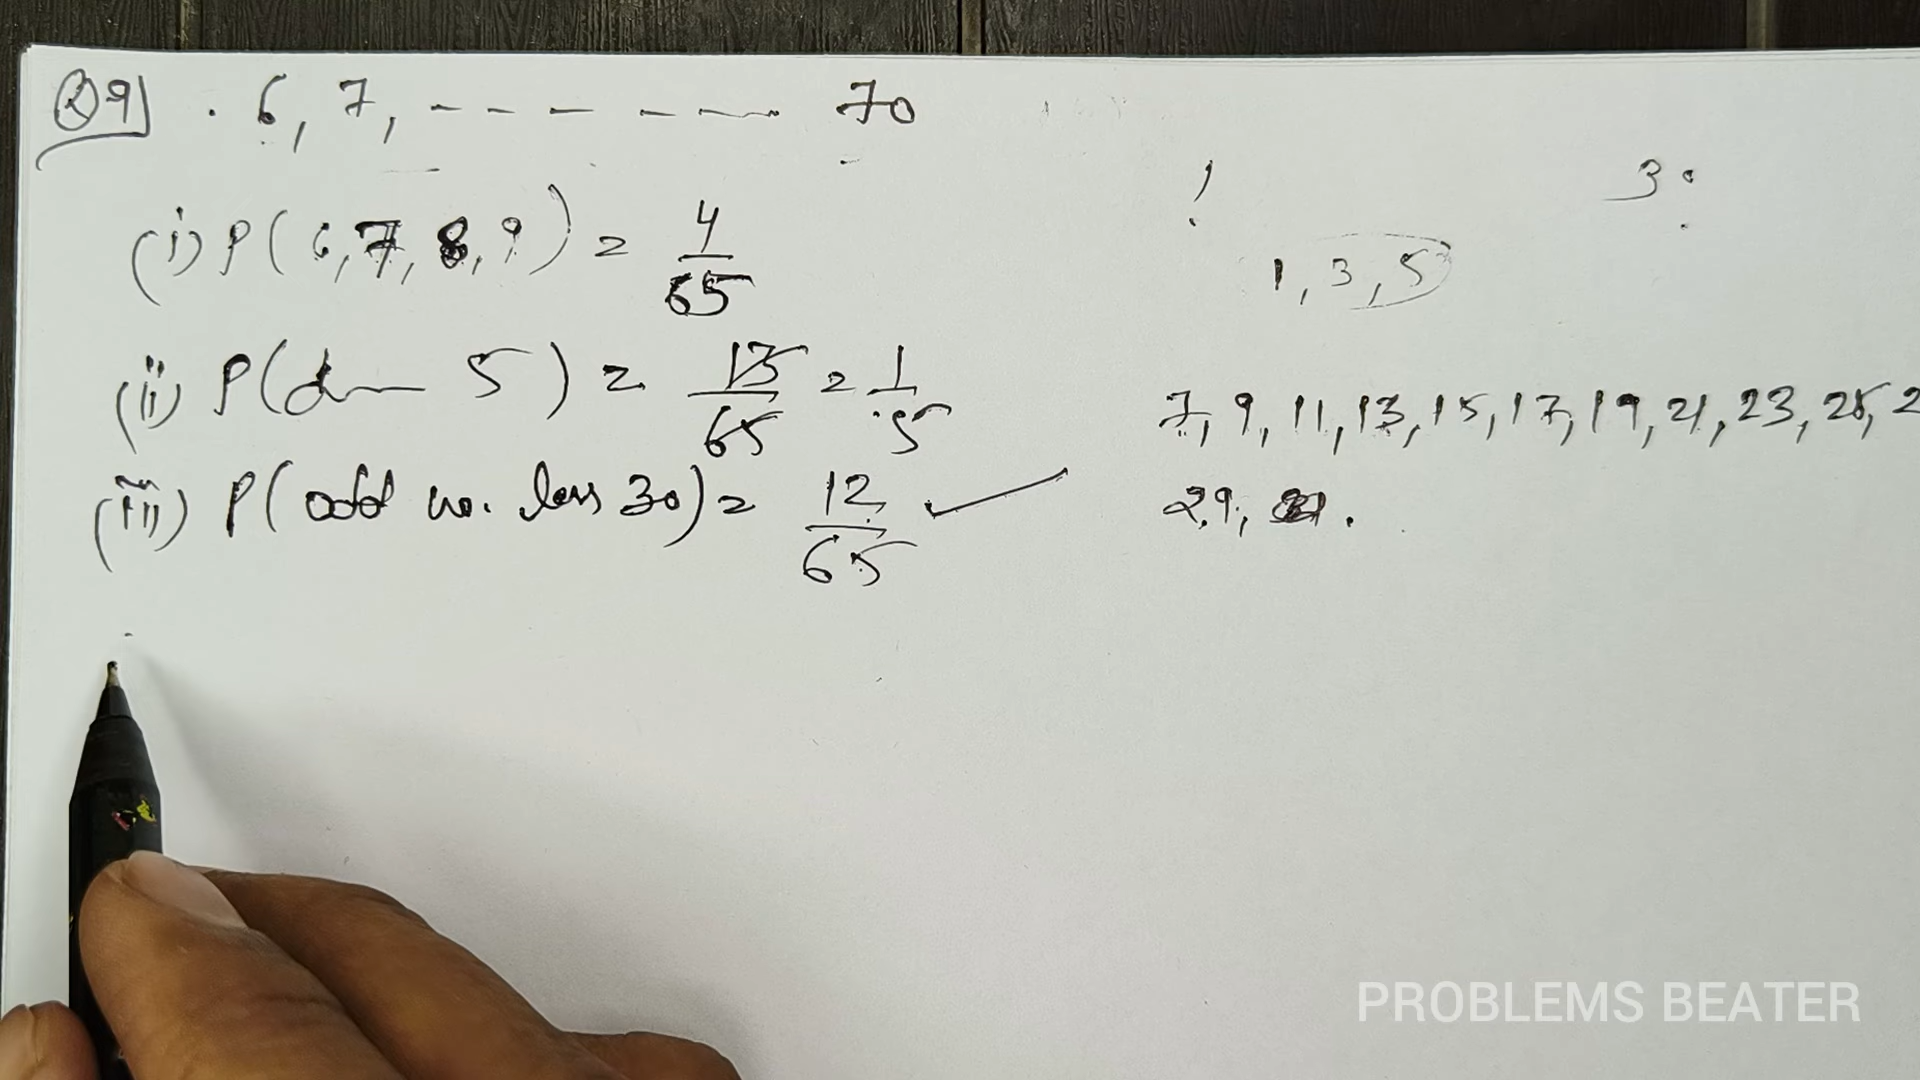 Q9 . 6, 7, - - - - - - 70
(i) P(6, 7, 8, 9) = 4/65
(ii) P(d— 5) = 13/65 = 1/5
(iii) P(odd no. less 30) = 12/65 ✓
! 3 :
1, 3, 5
7, 9, 11, 13, 15, 17, 19, 21, 23, 25, 2
29,
PROBLEMS BEATER